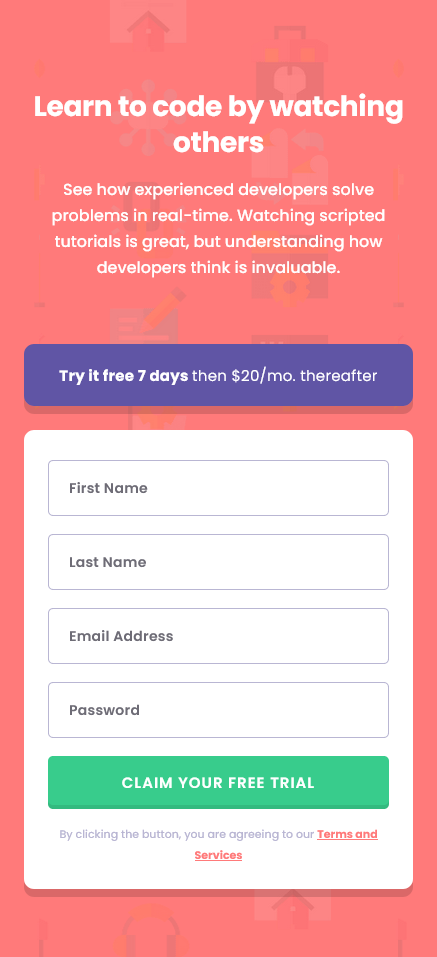 Learn to code by watching
others
See how experienced developers solve
problems in real-time. Watching scripted
tutorials is great, but understanding how
developers think is invaluable.
Try it free 7 days then $20/mo. thereafter
First Name
Last Name
Email Address
Password
CLAIM YOUR FREE TRIAL
By clicking the button, you are agreeing to our Terms and
Services